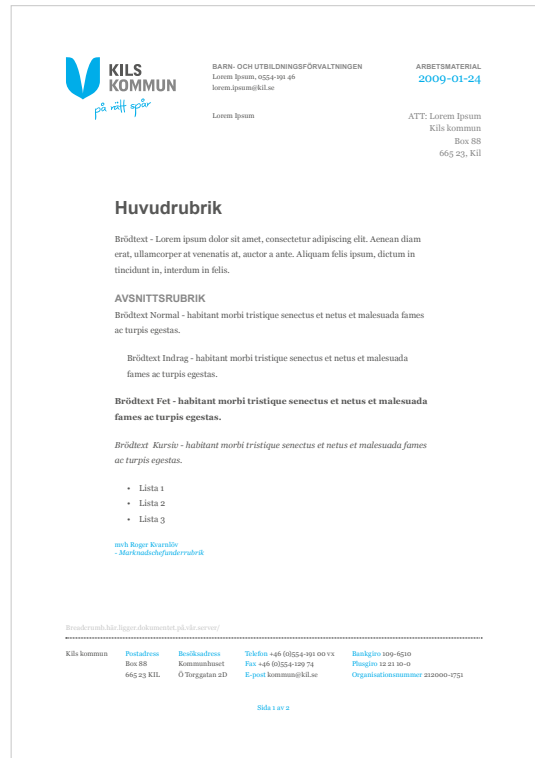 KILS
KOMMUN
på rätt spår
BARN- OCH UTBILDNINGSFÖRVALTNINGEN
Lorem Ipsum, 0554-191 46
lorem.ipsum@kil.se
Lorem Ipsum
ARBETSMATERIAL
2009-01-24
ATT: Lorem Ipsum
Kils kommun
Box 88
665 23, Kil
Huvudrubrik
Brödtext - Lorem ipsum dolor sit amet, consectetur adipiscing elit. Aenean diam
erat, ullamcorper at venenatis at, auctor a ante. Aliquam felis ipsum, dictum in
tincidunt in, interdum in felis.
AVSNITTSRUBRIK
Brödtext Normal - habitant morbi tristique senectus et netus et malesuada fames
ac turpis egestas.
Brödtext Indrag - habitant morbi tristique senectus et netus et malesuada
fames ac turpis egestas.
Brödtext Fet - habitant morbi tristique senectus et netus et malesuada
fames ac turpis egestas.
Brödtext Kursiv - habitant morbi tristique senectus et netus et malesuada fames
ac turpis egestas.
• Lista 1
• Lista 2
• Lista 3
mvh Roger Kvarnlöv
- Marknadschefunderrubrik
Breadcrumb.här.ligger.dokumentet.på.vår.server/
Kils kommun
Postadress
Box 88
665 23 KIL
Besöksadress
Kommunhuset
Ö Torggatan 2D
Telefon +46 (0)554-191 00 vx
Fax +46 (0)554-129 74
E-post kommun@kil.se
Bankgiro 109-6510
Plusgiro 12 21 10-0
Organisationsnummer 212000-1751
Sida 1 av 2